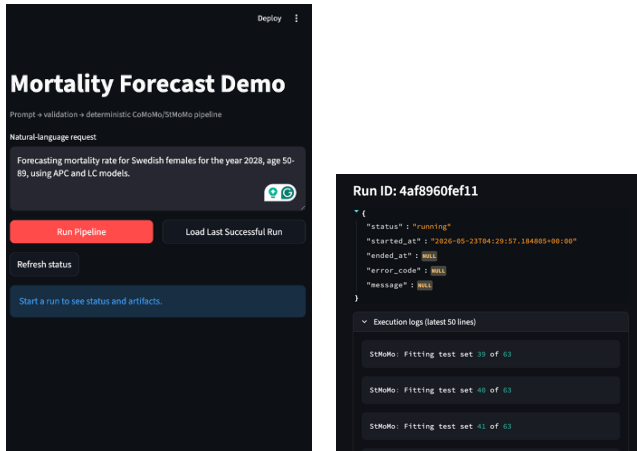 Deploy
Mortality Forecast Demo
Prompt → validation → deterministic CoMoMo/StMoMo pipeline
Natural-language request
Forecasting mortality rate for Swedish females for the year 2028, age 50-
89, using APC and LC models.
Run Pipeline
Load Last Successful Run
Refresh status
Start a run to see status and artifacts.
Run ID: 4af8960fef11
{
"status" : "running"
"started_at" : "2026-05-23T04:29:57.184805+00:00"
"ended_at" : NULL
"error_code" : NULL
"message" : NULL
}
Execution logs (latest 50 lines)
StMoMo: Fitting test set 39 of 63
StMoMo: Fitting test set 40 of 63
StMoMo: Fitting test set 41 of 63